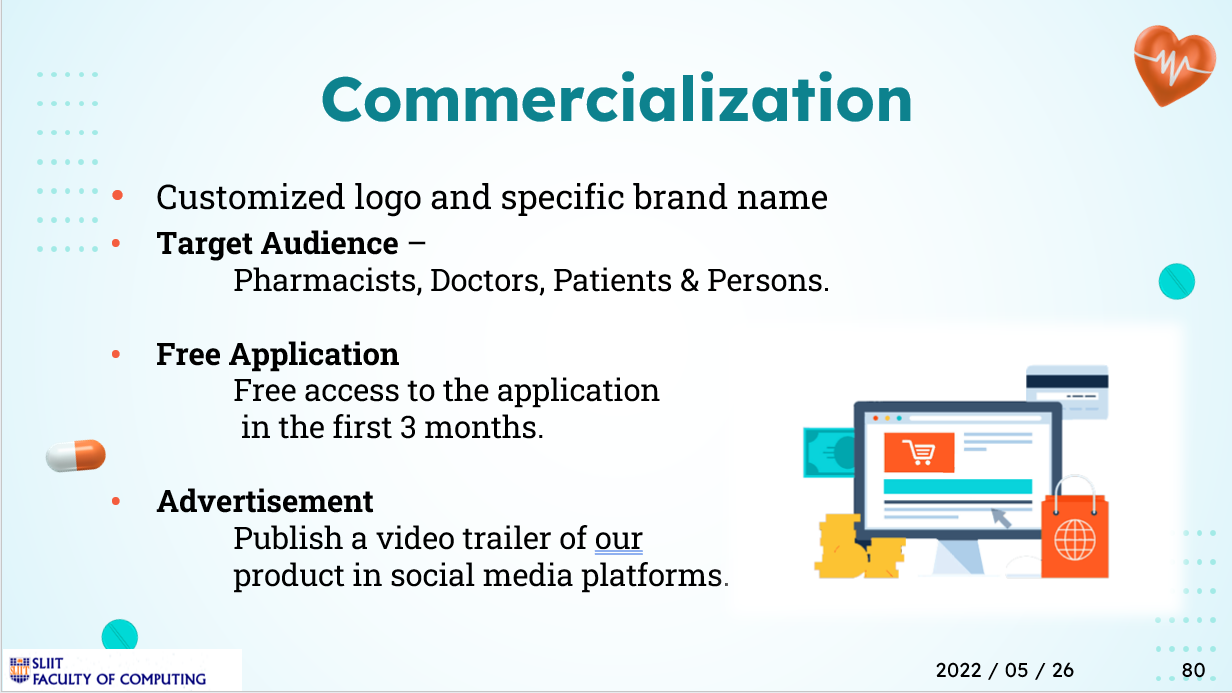 Commercialization
• Customized logo and specific brand name
• Target Audience –
Pharmacists, Doctors, Patients & Persons.
• Free Application
Free access to the application
in the first 3 months.
• Advertisement
Publish a video trailer of our
product in social media platforms.
SLIIT
FACULTY OF COMPUTING
2022 / 05 / 26
80